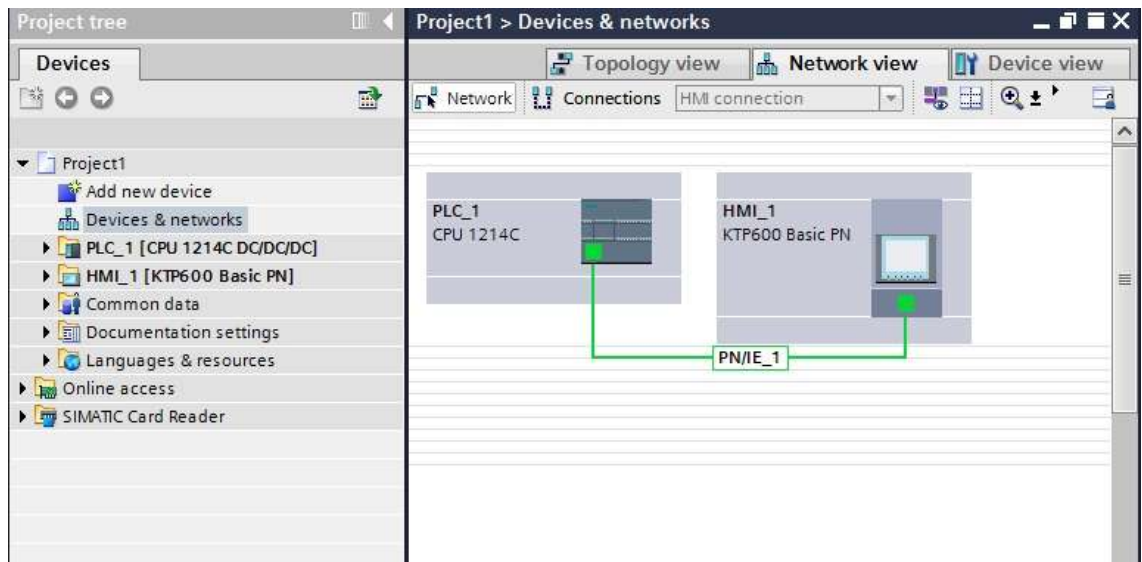 Project tree
Devices
Project1
Add new device
Devices & networks
PLC_1 [CPU 1214C DC/DC/DC]
HMI_1 [KTP600 Basic PN]
Common data
Documentation settings
Languages & resources
Online access
SIMATIC Card Reader
Project1 > Devices & networks
Topology view Network view Device view
Network Connections HMI connection
PLC_1
CPU 1214C
HMI_1
KTP600 Basic PN
PN/IE_1